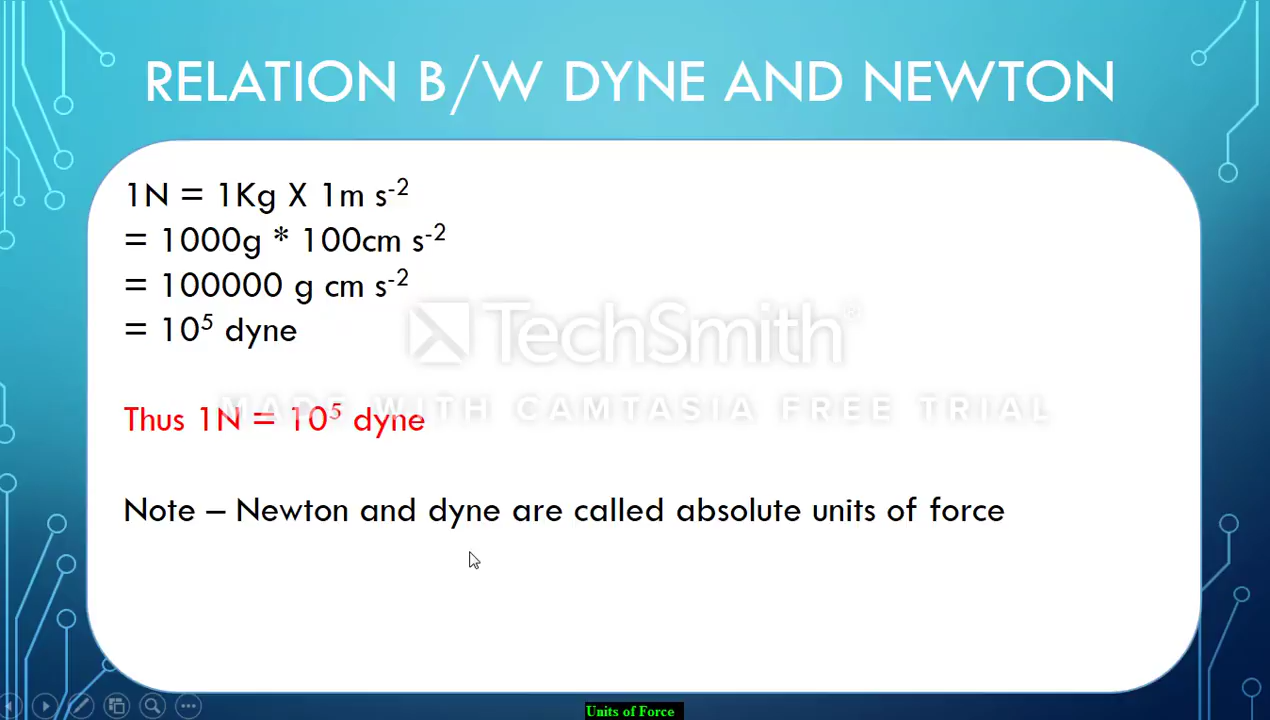 RELATION B/W DYNE AND NEWTON
1N = 1Kg X 1m s⁻²
= 1000g * 100cm s⁻²
= 100000 g cm s⁻²
= 10⁵ dyne
TechSmith®
MADE WITH CAMTASIA FREE TRIAL
Thus 1N = 10⁵ dyne
Note – Newton and dyne are called absolute units of force
Units of Force